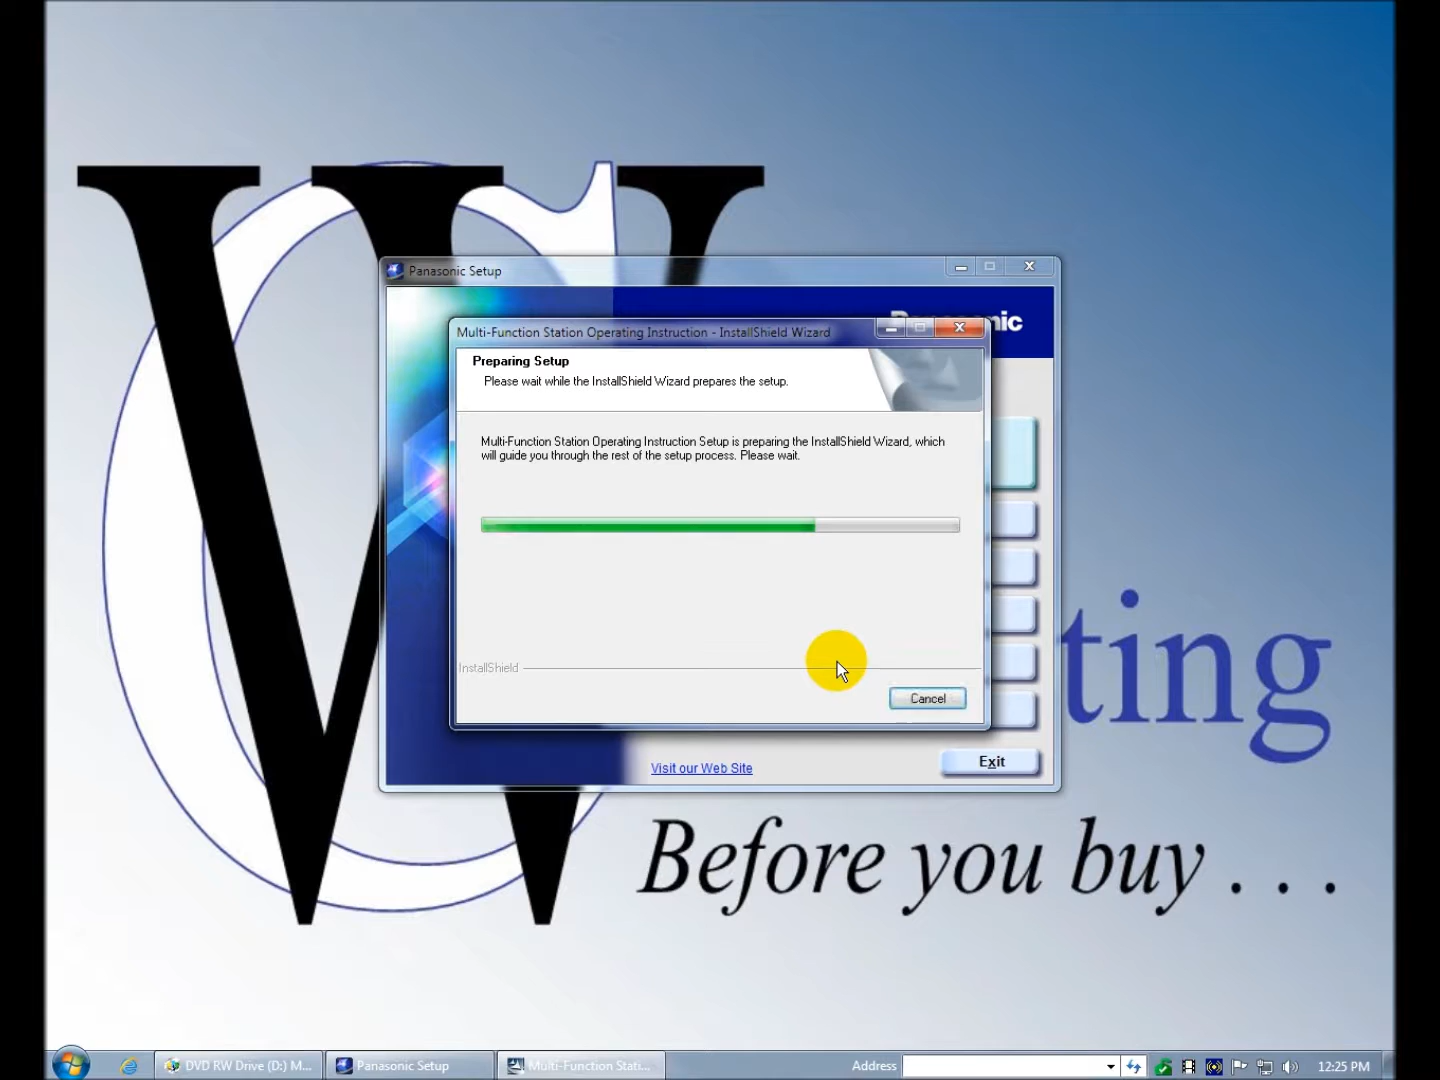 Panasonic Setup
Multi-Function Station Operating Instruction - InstallShield Wizard
Preparing Setup
Please wait while the InstallShield Wizard prepares the setup.
Multi-Function Station Operating Instruction Setup is preparing the InstallShield Wizard, which
will guide you through the rest of the setup process. Please wait.
InstallShield
Cancel
Visit our Web Site
Exit
ting
Before you buy . . .
DVD RW Drive (D:) M...
Panasonic Setup
Multi-Function Stati...
Address
12:25 PM